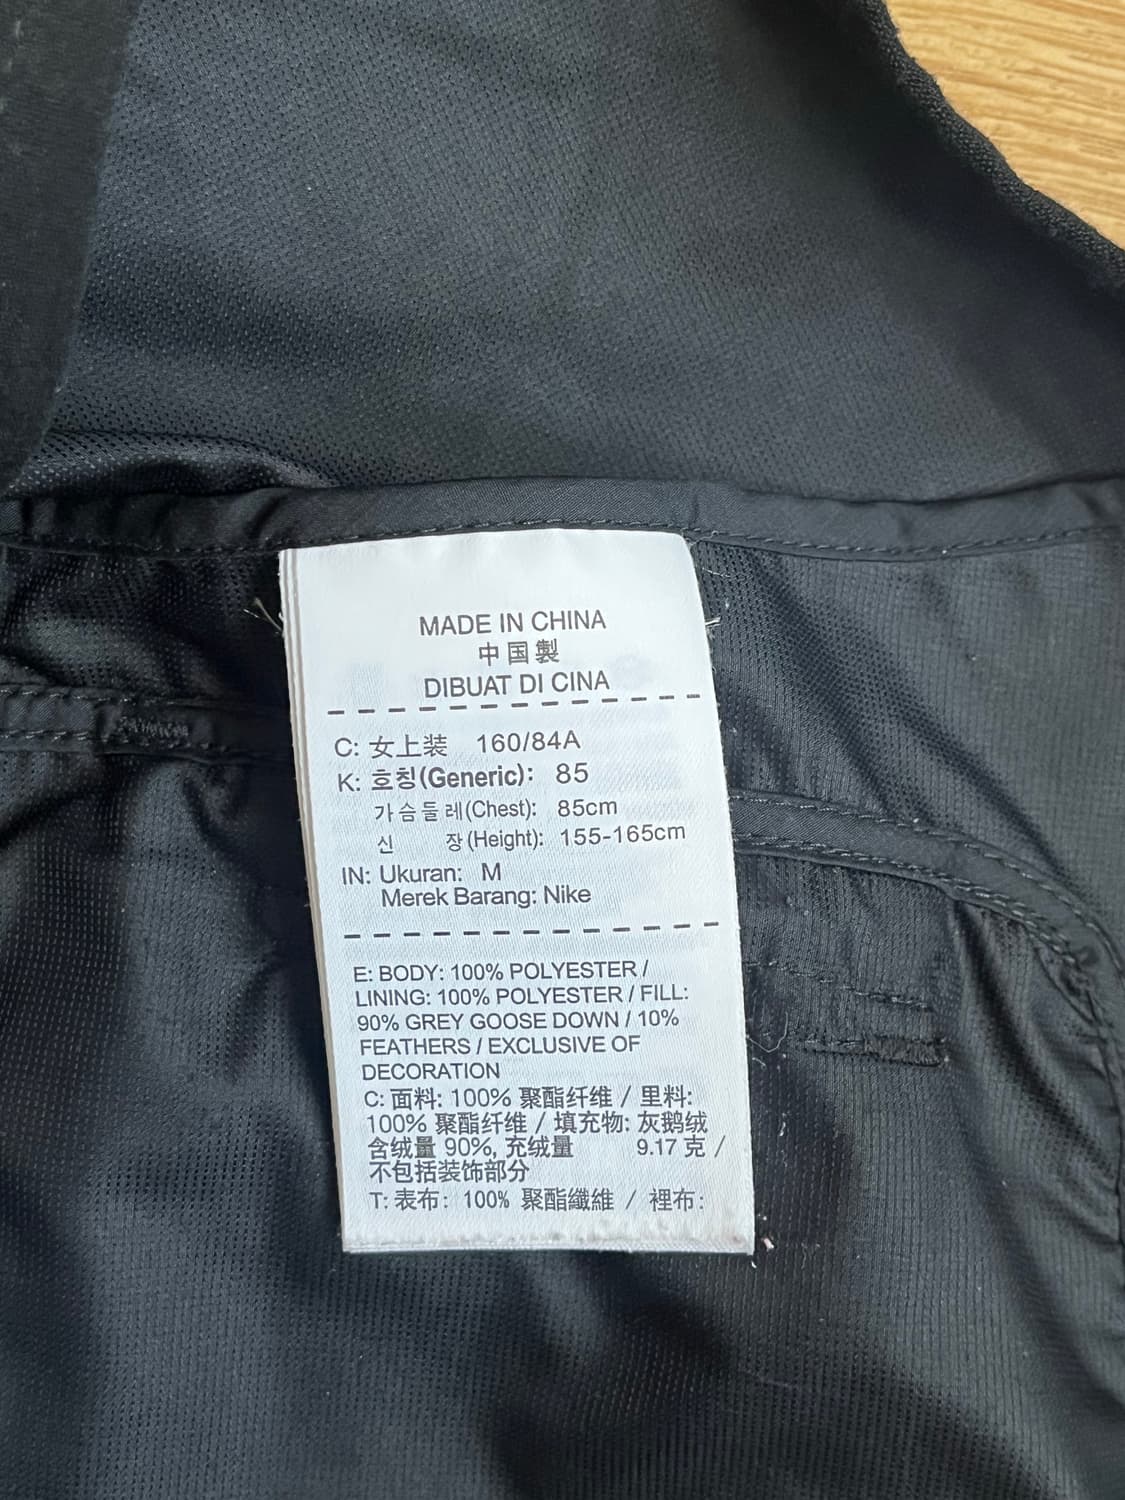 MADE IN CHINA
中国製
DIBUAT DI CINA
C: 女上装 160/84A
K: 호칭(Generic): 85
가슴둘레(Chest): 85cm
신 장(Height): 155-165cm
IN: Ukuran: M
Merek Barang: Nike
E: BODY: 100% POLYESTER /
LINING: 100% POLYESTER / FILL:
90% GREY GOOSE DOWN / 10%
FEATHERS / EXCLUSIVE OF
DECORATION
C: 面料: 100% 聚酯纤维 / 里料:
100% 聚酯纤维 / 填充物: 灰鹅绒
含绒量 90%, 充绒量 9.17 克 /
不包括装饰部分
T: 表布: 100% 聚酯纖維 / 裡布: